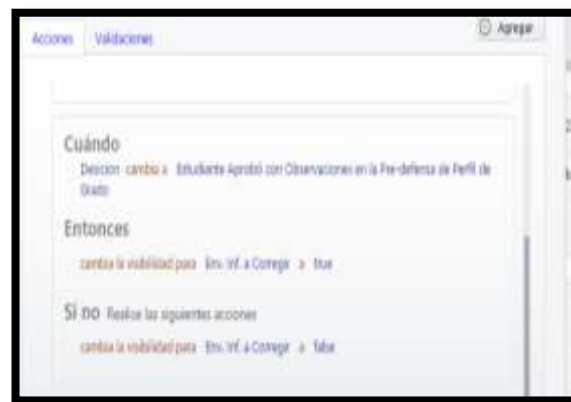 Agregar
Acciones Validaciones
Cuándo
Desicion cambia a Estudiante Aprobó con Observaciones en la Pre-defensa de Perfil de
Grado
Entonces
cambia la visibilidad para Env. Inf. a Corregir a true
Si no Realice las siguientes acciones
cambia la visibilidad para Env. Inf. a Corregir a false